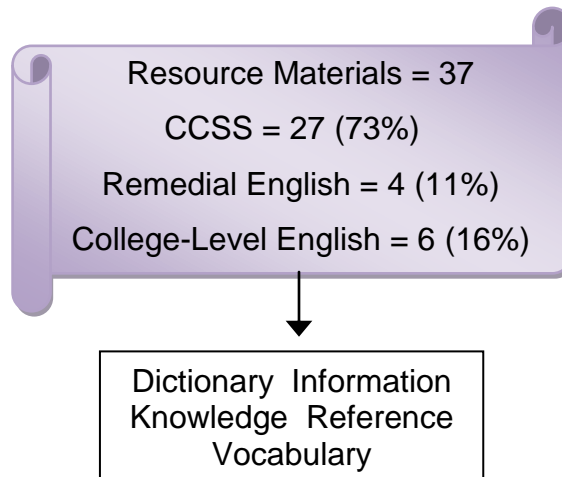 Resource Materials = 37
CCSS = 27 (73%)
Remedial English = 4 (11%)
College-Level English = 6 (16%)
Dictionary Information
Knowledge Reference
Vocabulary